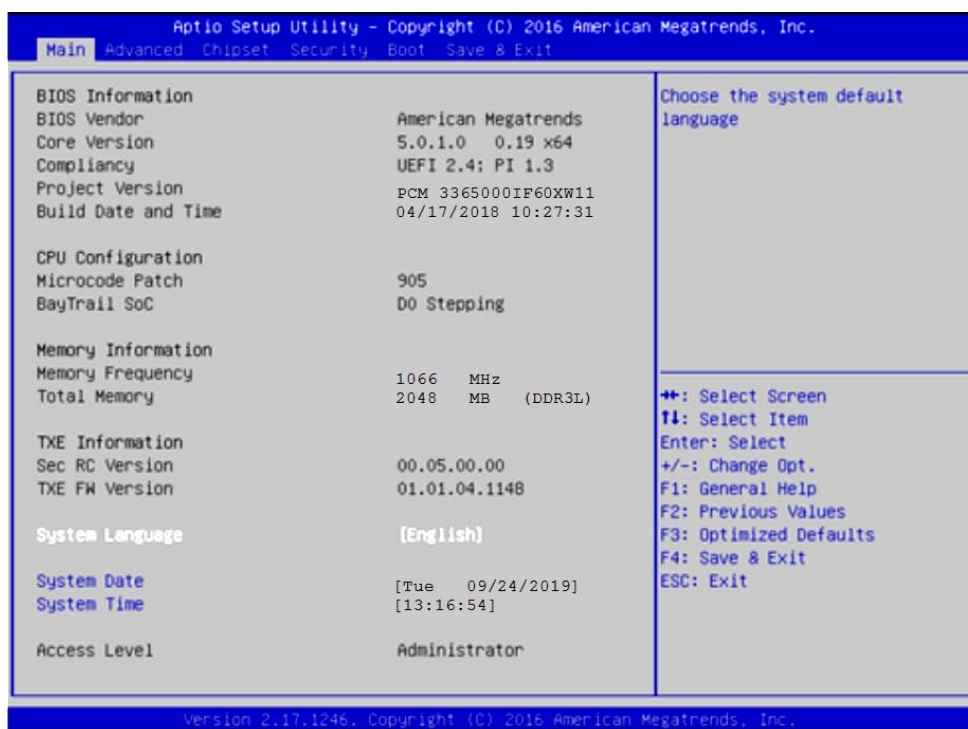 Aptio Setup Utility - Copyright (C) 2016 American Megatrends, Inc.
Main Advanced Chipset Security Boot Save & Exit
BIOS Information
BIOS Vendor American Megatrends
Core Version 5.0.1.0 0.19 x64
Compliancy UEFI 2.4; PI 1.3
Project Version PCM 3365000IF60XW11
Build Date and Time 04/17/2018 10:27:31
CPU Configuration
Microcode Patch 905
BayTrail SoC D0 Stepping
Memory Information
Memory Frequency 1066 MHz
Total Memory 2048 MB (DDR3L)
TXE Information
Sec RC Version 00.05.00.00
TXE FW Version 01.01.04.1148
System Language [English]
System Date [Tue 09/24/2019]
System Time [13:16:54]
Access Level Administrator
Choose the system default
language
→←: Select Screen
↑↓: Select Item
Enter: Select
+/-: Change Opt.
F1: General Help
F2: Previous Values
F3: Optimized Defaults
F4: Save & Exit
ESC: Exit
Version 2.17.1246. Copyright (C) 2016 American Megatrends, Inc.